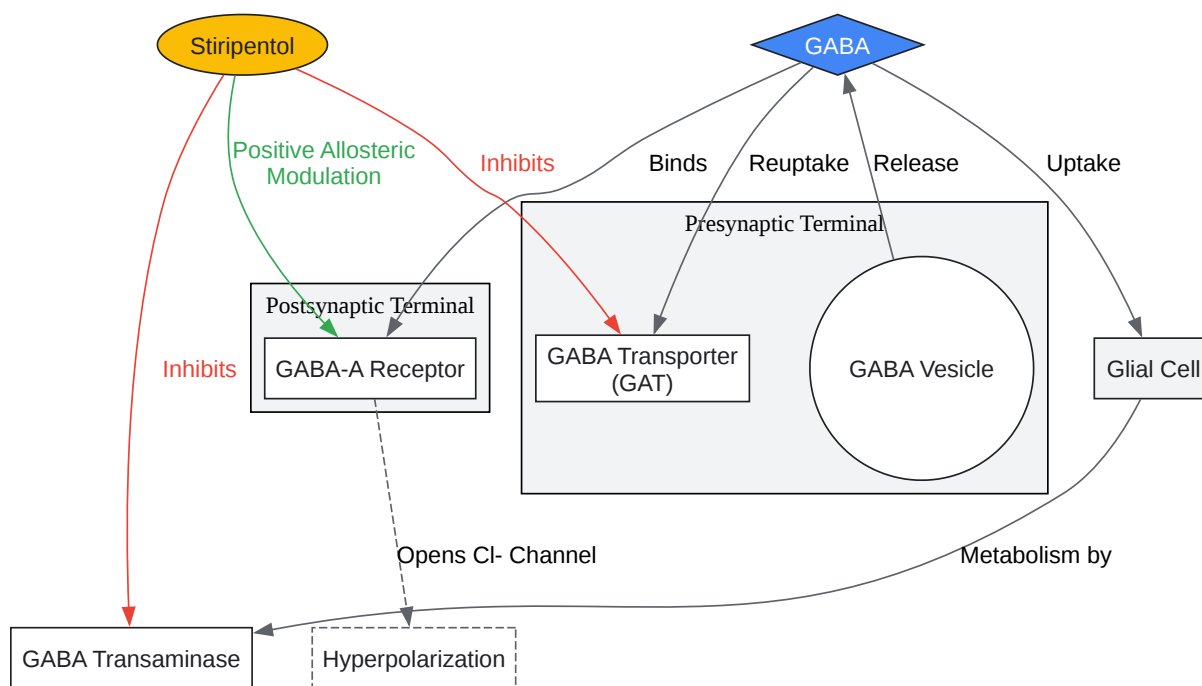 Stiripentol
GABA
Positive Allosteric
Modulation
Inhibits
Binds
Reuptake
Release
Uptake
Presynaptic Terminal
Postsynaptic Terminal
GABA-A Receptor
GABA Transporter
(GAT)
GABA Vesicle
Glial Cell
Inhibits
Opens Cl- Channel
Metabolism by
GABA Transaminase
Hyperpolarization